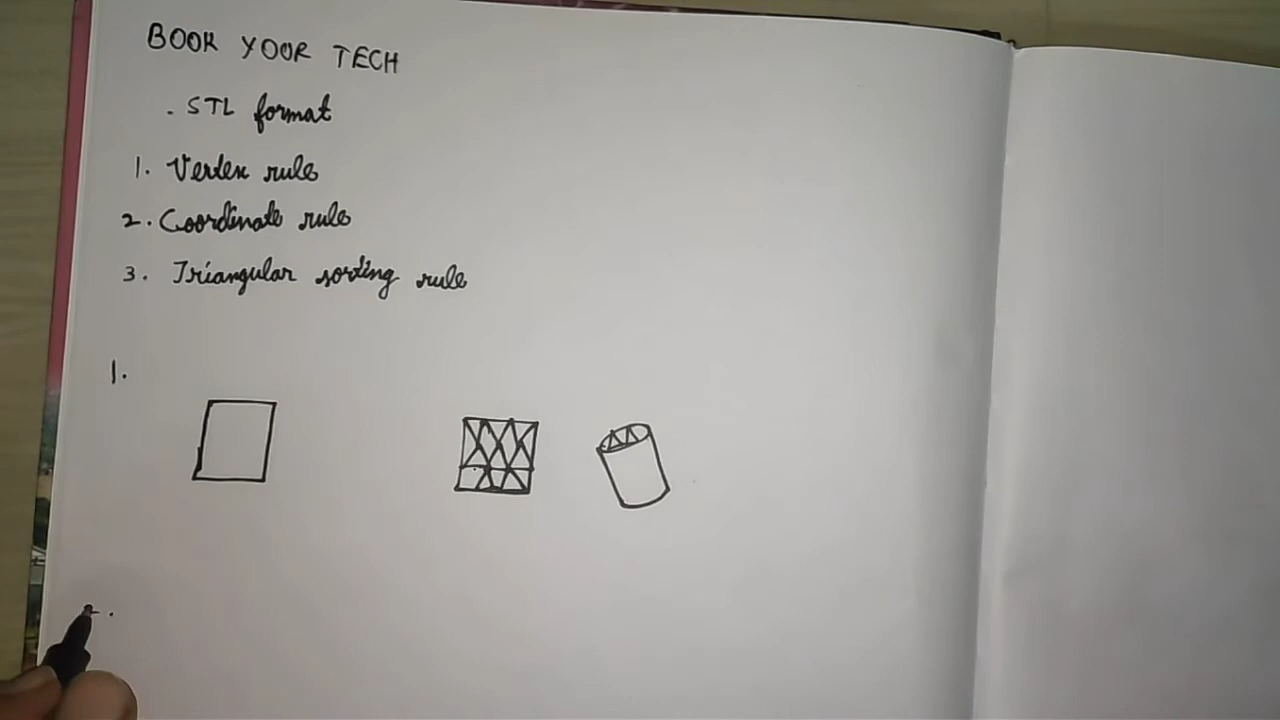 BOOK YOUR TECH
. STL format
1. Vertex rule
2. Coordinate rule
3. Triangular sorting rule
1.